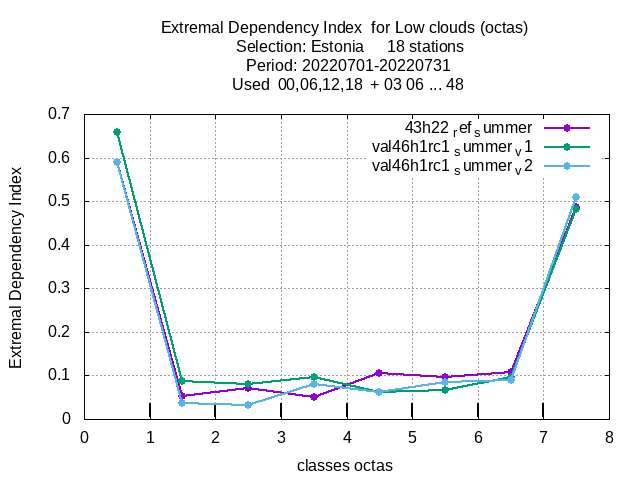 Extremal Dependency Index for Low clouds (octas)
Selection: Estonia 18 stations
Period: 20220701-20220731
Used 00,06,12,18 + 03 06 ... 48
43h22 ref summer
val46h1rc1 summer v1
val46h1rc1 summer v2
Extremal Dependency Index
0.7
0.6
0.5
0.4
0.3
0.2
0.1
0
0 1 2 3 4 5 6 7 8
classes octas